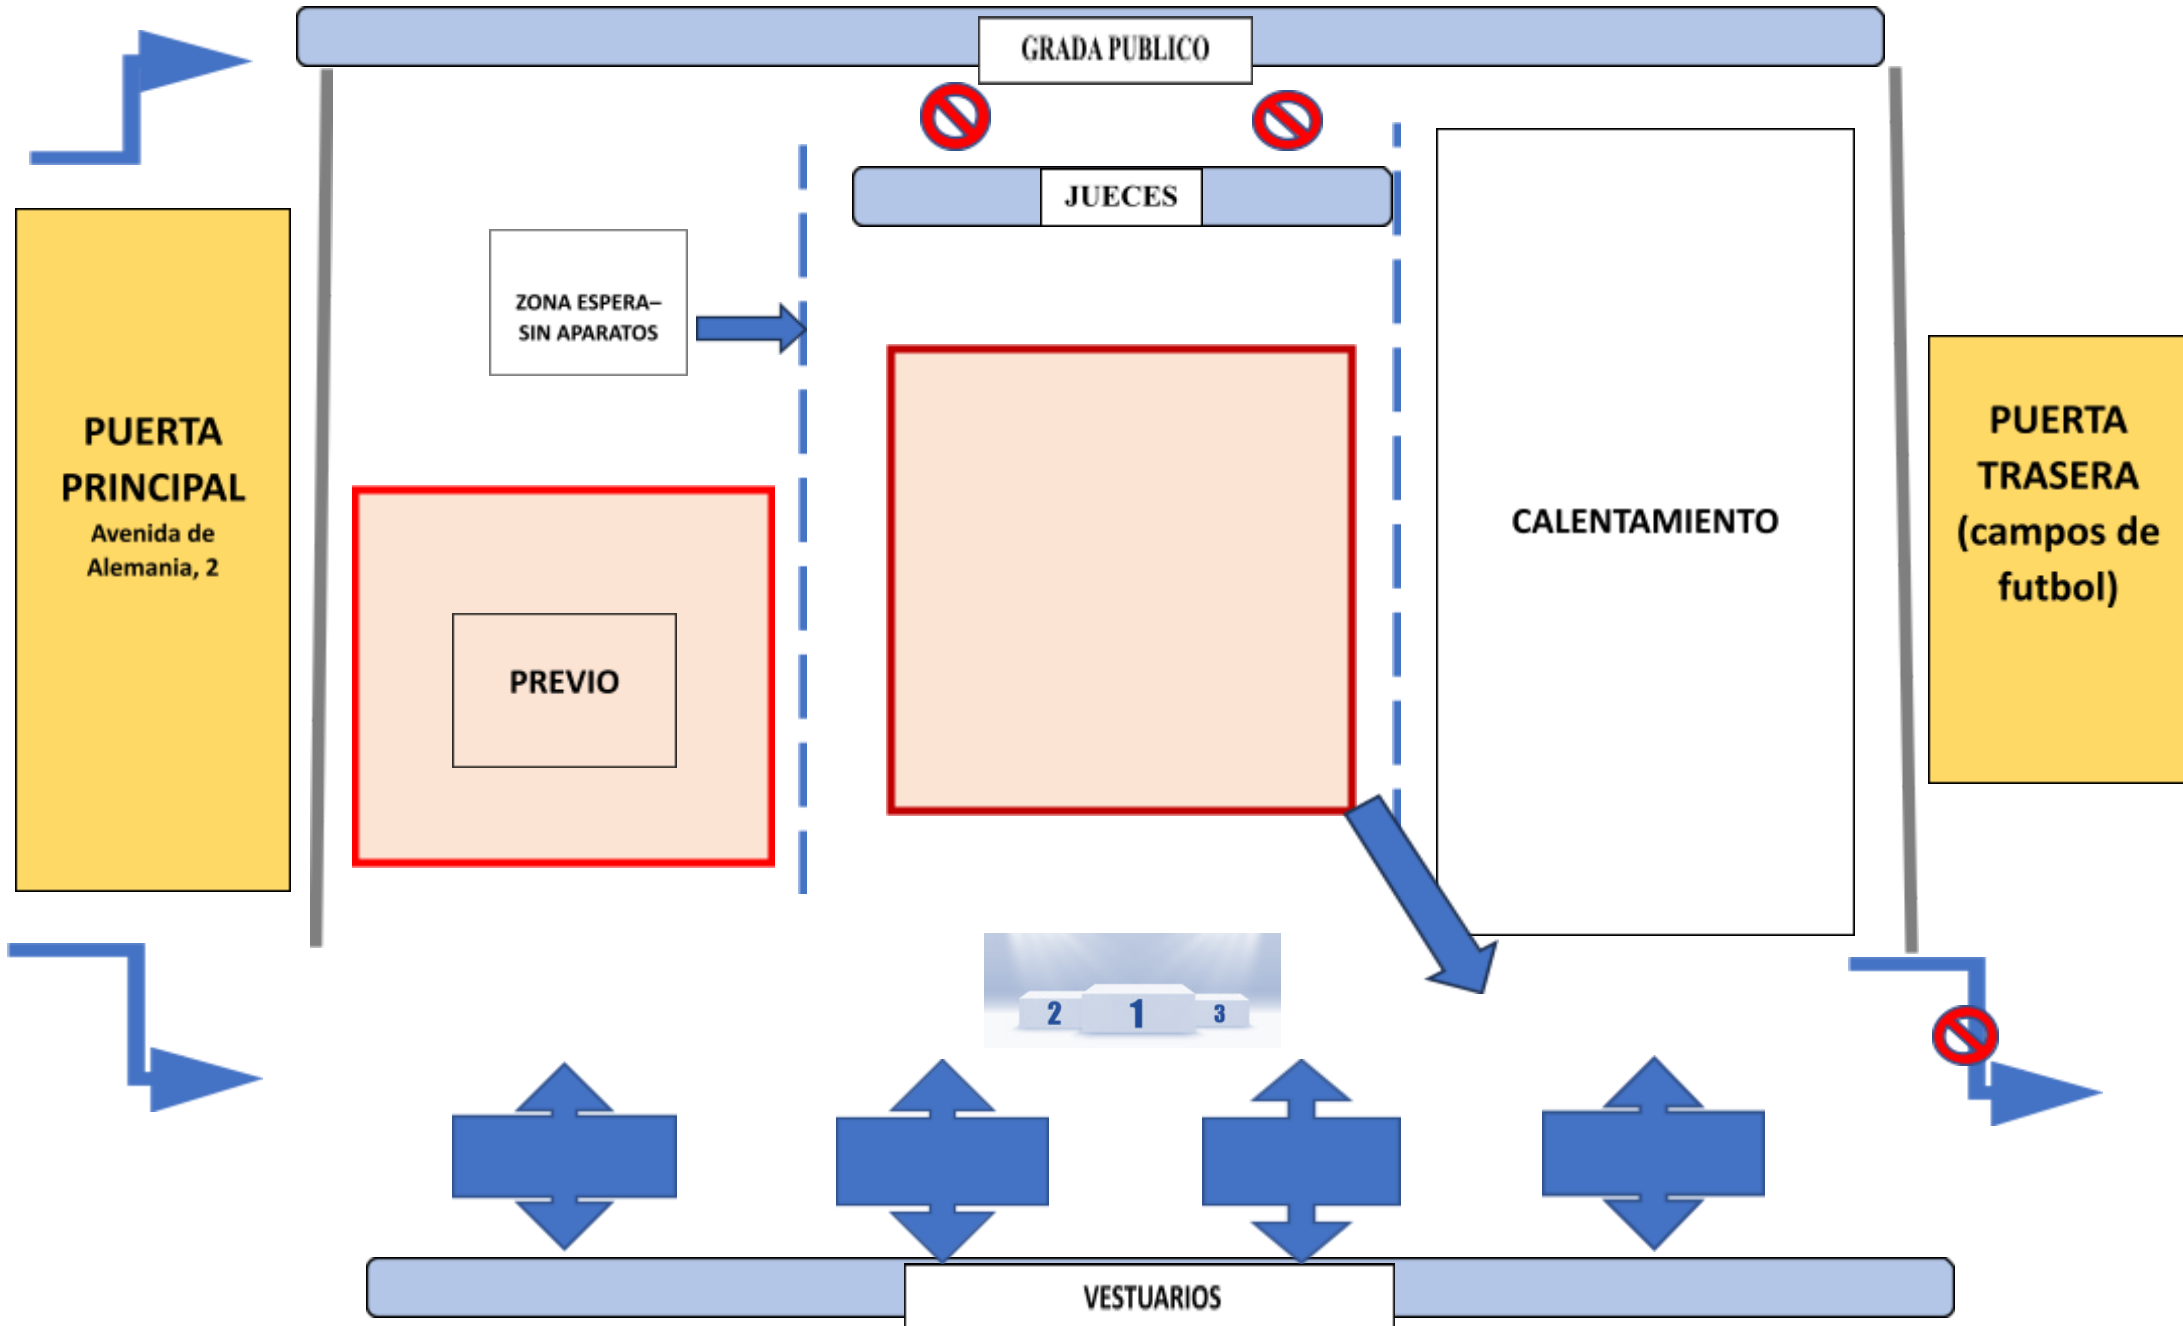 GRADA PUBLICO
JUECES
ZONA ESPERA–
SIN APARATOS
PUERTA
PRINCIPAL
Avenida de
Alemania, 2
PREVIO
CALENTAMIENTO
PUERTA
TRASERA
(campos de
futbol)
2 1 3
VESTUARIOS